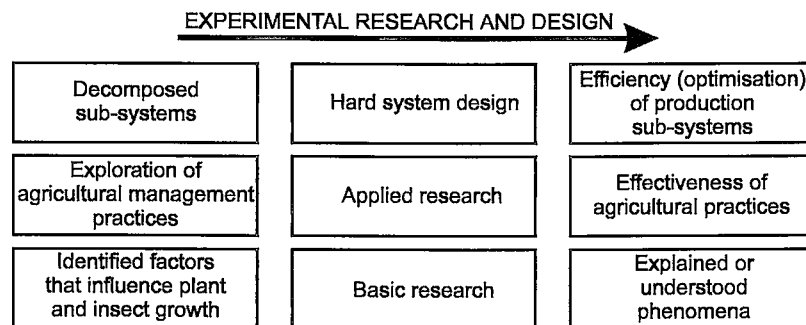 EXPERIMENTAL RESEARCH AND DESIGN
Decomposed
sub-systems
Hard system design
Efficiency (optimisation)
of production
sub-systems
Exploration of
agricultural management
practices
Applied research
Effectiveness of
agricultural practices
Identified factors
that influence plant
and insect growth
Basic research
Explained or
understood
phenomena